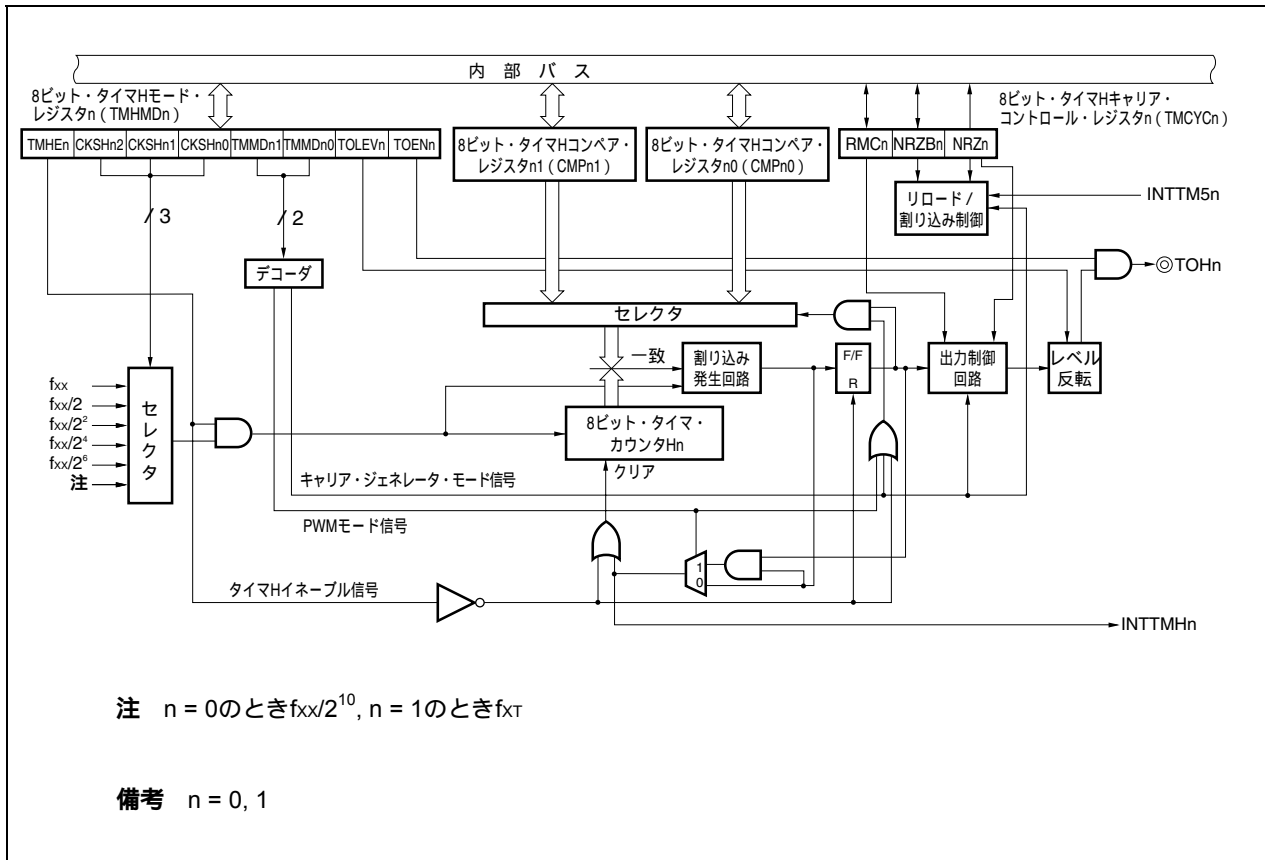 内 部 バ ス
8ビット・タイマHモード・
レジスタn(TMHMDn)
8ビット・タイマHキャリア・
コントロール・レジスタn(TMCYCn)
TMHEn CKSHn2 CKSHn1 CKSHn0 TMMDn1 TMMDn0 TOLEVn TOENn
8ビット・タイマHコンペア・
レジスタn1(CMPn1)
8ビット・タイマHコンペア・
レジスタn0(CMPn0)
RMCn NRZBn NRZn
リロード/
割り込み制御
INTTM5n
3
2
デコーダ
TOHn
セレクタ
一致
割り込み
発生回路
F/F
R
出力制御
回路
レベル
反転
fXX
fXX/2
fXX/2²
fXX/2⁴
fXX/2⁶
注
セレクタ
8ビット・タイマ・
カウンタHn
クリア
キャリア・ジェネレータ・モード信号
PWMモード信号
1
0
タイマHイネーブル信号
INTTMHn
注 n = 0のときfXX/2¹⁰, n = 1のときfXT
備考 n = 0, 1